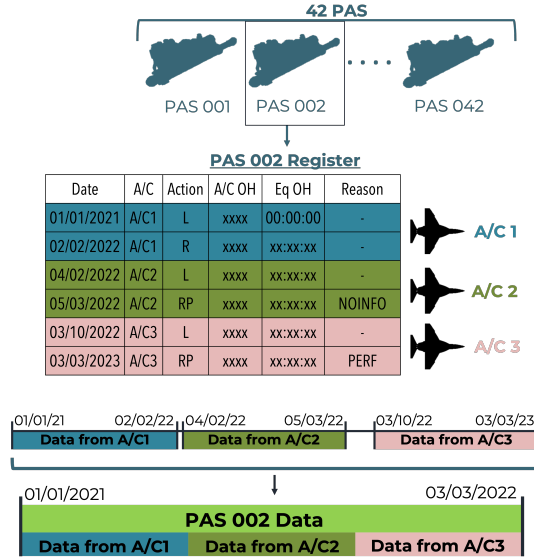 42 PAS
PAS 001
PAS 002
PAS 042
PAS 002 Register
Date A/C Action A/C OH Eq OH Reason
01/01/2021 A/C1 L xxxx 00:00:00 -
02/02/2022 A/C1 R xxxx xx:xx:xx -
04/02/2022 A/C2 L xxxx xx:xx:xx -
05/03/2022 A/C2 RP xxxx xx:xx:xx NOINFO
03/10/2022 A/C3 L xxxx xx:xx:xx -
03/03/2023 A/C3 RP xxxx xx:xx:xx PERF
A/C 1
A/C 2
A/C 3
01/01/21 02/02/22 04/02/22 05/03/22 03/10/22 03/03/23
Data from A/C1 Data from A/C2 Data from A/C3
01/01/2021 03/03/2022
PAS 002 Data
Data from A/C1 Data from A/C2 Data from A/C3